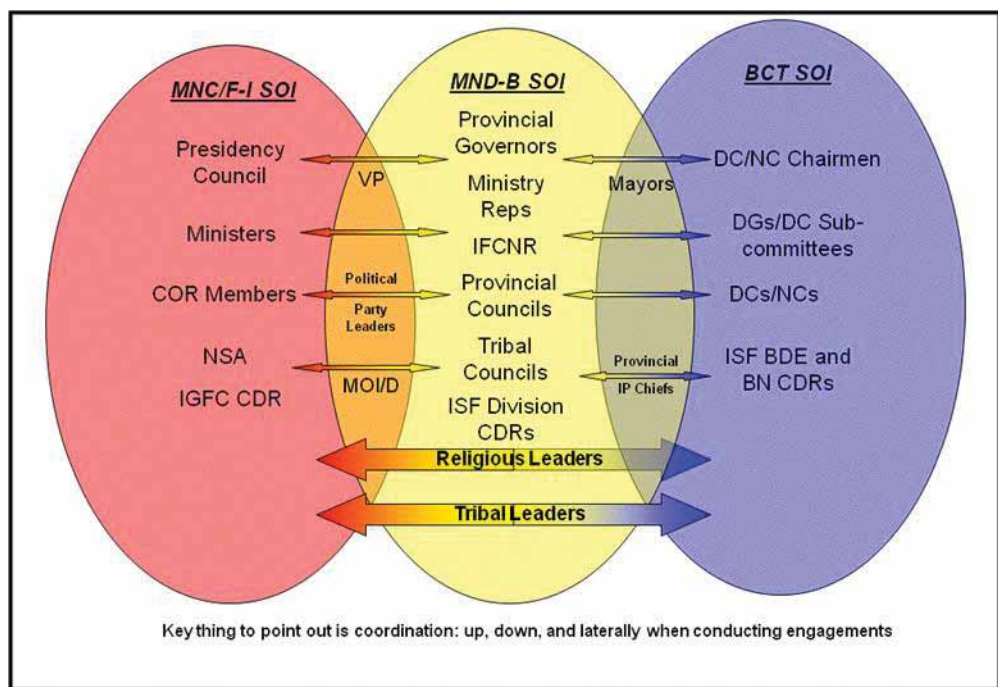 MNC/F-I SOI
Presidency
Council
Ministers
COR Members
NSA
IGFC CDR
VP
Political
Party
Leaders
MOI/D
MND-B SOI
Provincial
Governors
Ministry
Reps
IFCNR
Provincial
Councils
Tribal
Councils
ISF Division
CDRs
Religious Leaders
Tribal Leaders
Mayors
Provincial
IP Chiefs
BCT SOI
DC/NC Chairmen
DGs/DC Sub-
committees
DCs/NCs
ISF BDE and
BN CDRs
Key thing to point out is coordination: up, down, and laterally when conducting engagements